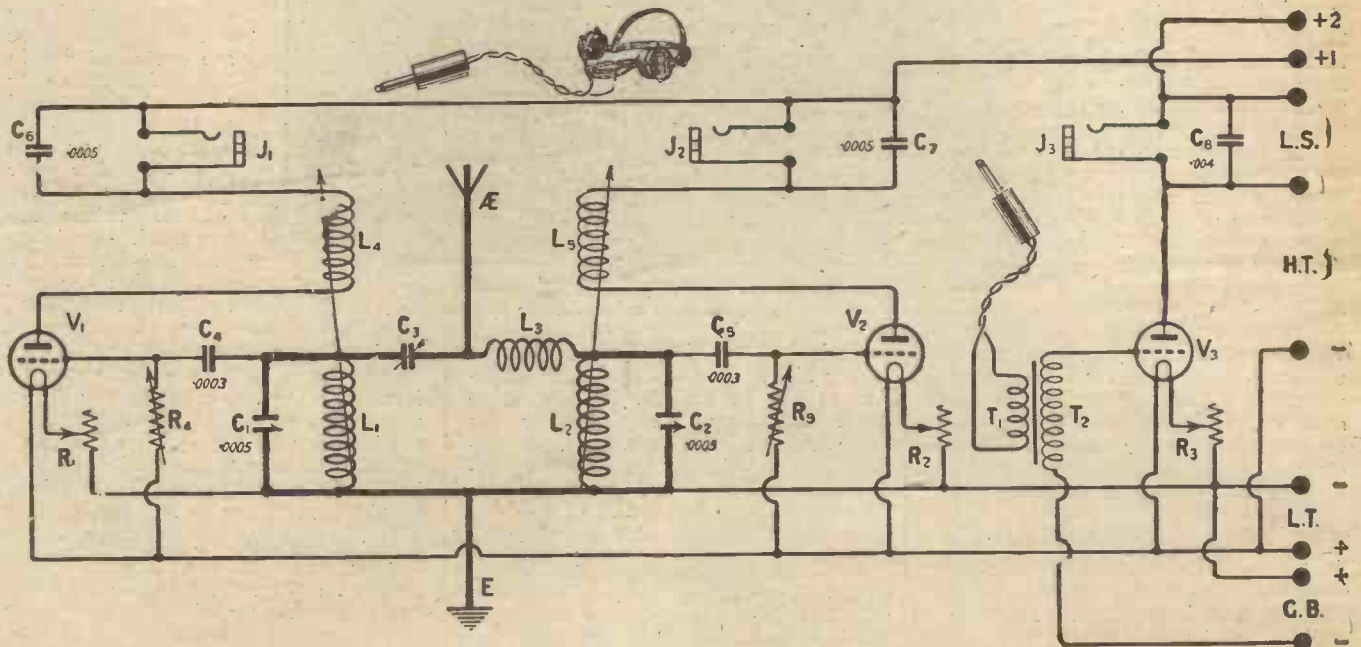 +2
+1
C6
.0005
J1
J2
.0005
C7
J3
C8
.004
L.S.
Æ
L4
L5
H.T.
V1
C4
.0003
C3
L3
C5
.0003
V2
V3
-
R4
C1
.0005
L1
L2
C2
.0005
R9
R2
T1
T2
R3
-
L.T.
+
+
E
G.B.
-